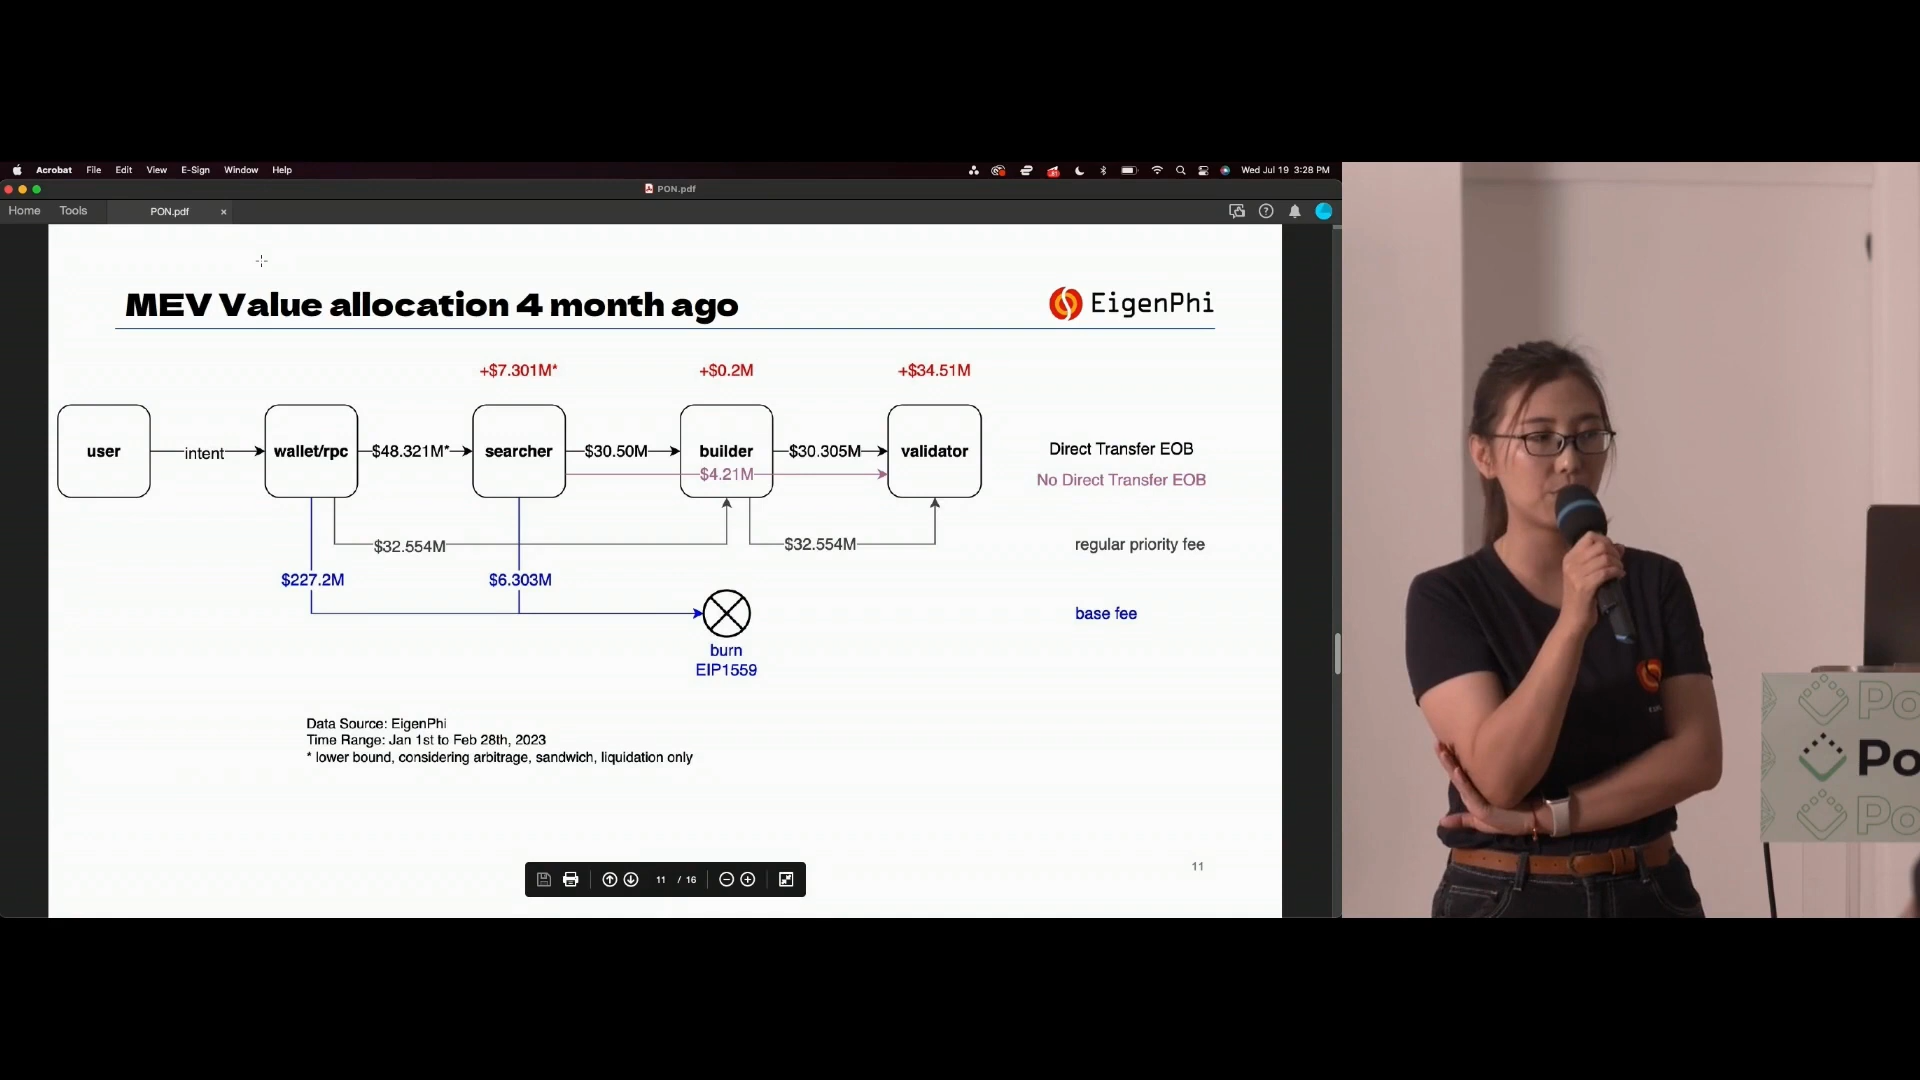 Acrobat File Edit View E-Sign Window Help
Wed Jul 19 3:28 PM
PON.pdf
Home Tools PON.pdf ×
MEV Value allocation 4 month ago
EigenPhi
+$7.301M* +$0.2M +$34.51M
user intent wallet/rpc $48.321M* searcher $30.50M builder $30.305M validator
Direct Transfer EOB
$4.21M
No Direct Transfer EOB
$32.554M $32.554M regular priority fee
$227.2M $6.303M
base fee
burn
EIP1559
Data Source: EigenPhi
Time Range: Jan 1st to Feb 28th, 2023
* lower bound, considering arbitrage, sandwich, liquidation only
11
11 / 16
Po
Po
Po